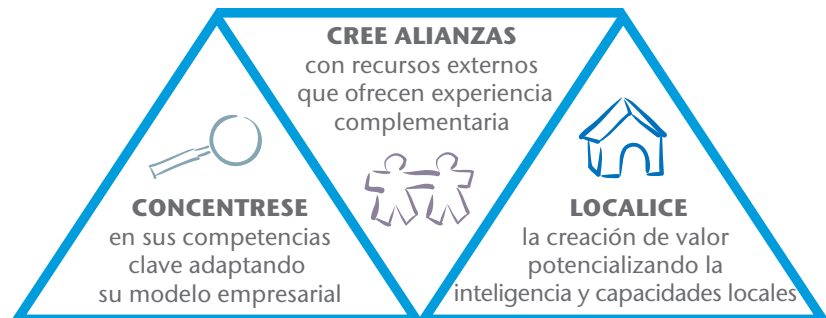 CREE ALIANZAS
con recursos externos
que ofrecen experiencia
complementaria
CONCENTRESE
en sus competencias
clave adaptando
su modelo empresarial
LOCALICE
la creación de valor
potencializando la
inteligencia y capacidades locales